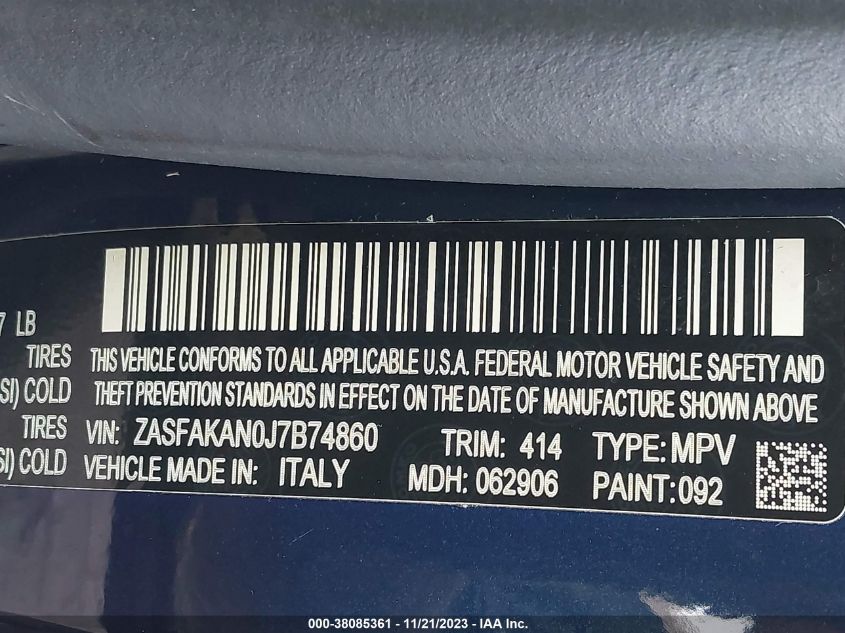 7 LB
TIRES THIS VEHICLE CONFORMS TO ALL APPLICABLE U.S.A. FEDERAL MOTOR VEHICLE SAFETY AND
SI) COLD THEFT PREVENTION STANDARDS IN EFFECT ON THE DATE OF MANUFACTURE SHOWN ABOVE
TIRES VIN: ZASFAKAN0J7B74860 TRIM: 414 TYPE: MPV
SI) COLD VEHICLE MADE IN: ITALY MDH: 062906 PAINT: 092
000-38085361 - 11/21/2023 - IAA Inc.